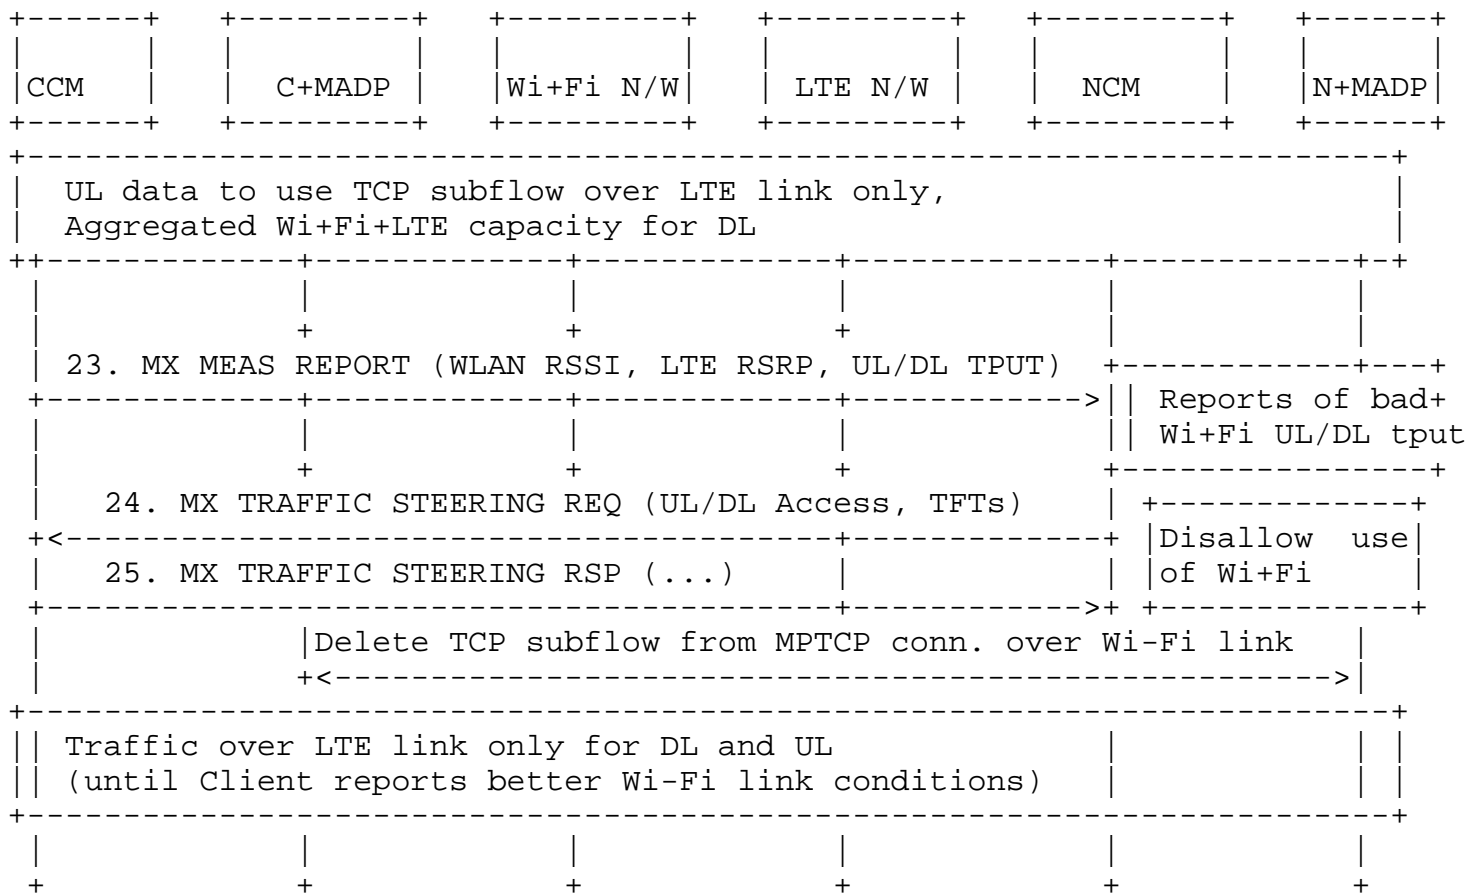 CCM C+MADP Wi+Fi N/W LTE N/W NCM N+MADP
UL data to use TCP subflow over LTE link only,
Aggregated Wi+Fi+LTE capacity for DL
23. MX MEAS REPORT (WLAN RSSI, LTE RSRP, UL/DL TPUT)
Reports of bad+
Wi+Fi UL/DL tput
24. MX TRAFFIC STEERING REQ (UL/DL Access, TFTs)
Disallow use
of Wi+Fi
25. MX TRAFFIC STEERING RSP (...)
Delete TCP subflow from MPTCP conn. over Wi-Fi link
Traffic over LTE link only for DL and UL
(until Client reports better Wi-Fi link conditions)